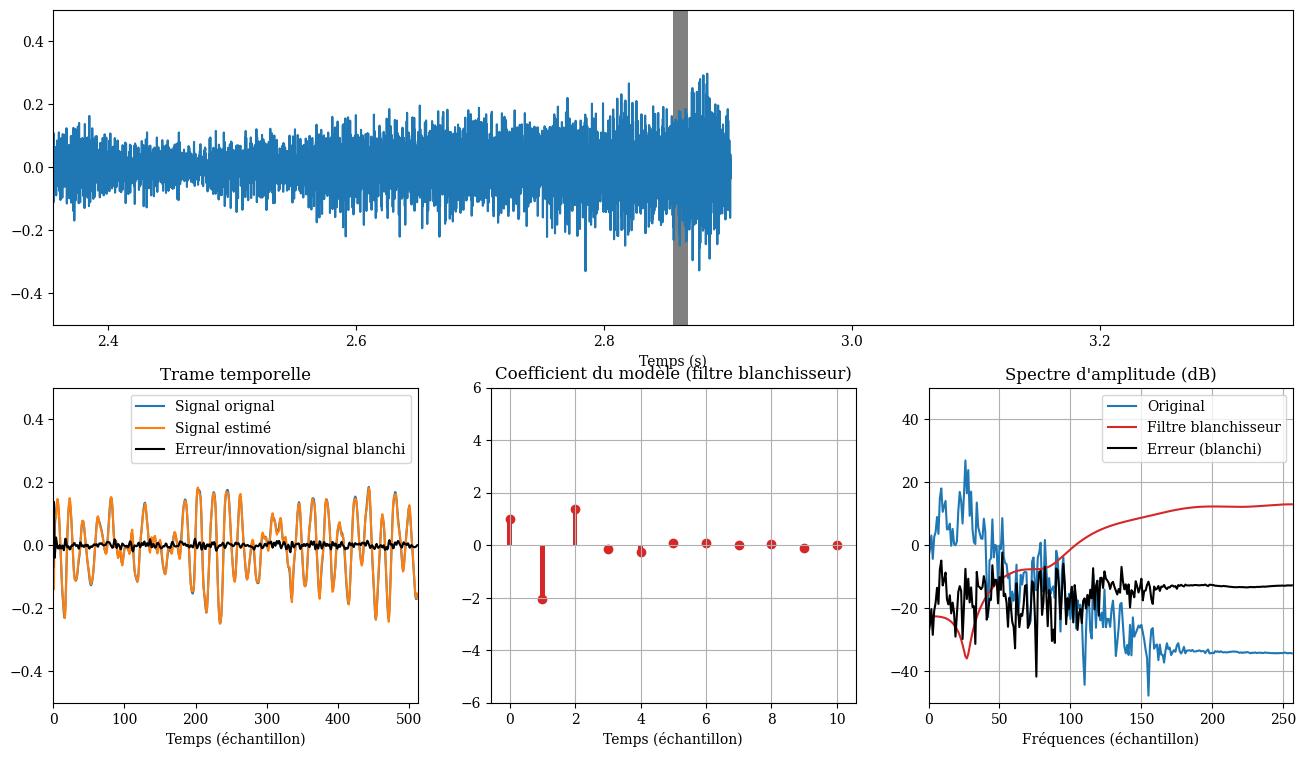 0.4
0.2
0.0
−0.2
−0.4
2.4 2.6 2.8 3.0 3.2
Temps (s)
Trame temporelle
0.4
0.2
0.0
−0.2
−0.4
Signal orignal
Signal estimé
Erreur/innovation/signal blanchi
0 100 200 300 400 500
Temps (échantillon)
Coefficient du modèle (filtre blanchisseur)
6
4
2
0
−2
−4
−6
0 2 4 6 8 10
Temps (échantillon)
Spectre d'amplitude (dB)
40
20
0
−20
−40
Original
Filtre blanchisseur
Erreur (blanchi)
0 50 100 150 200 250
Fréquences (échantillon)